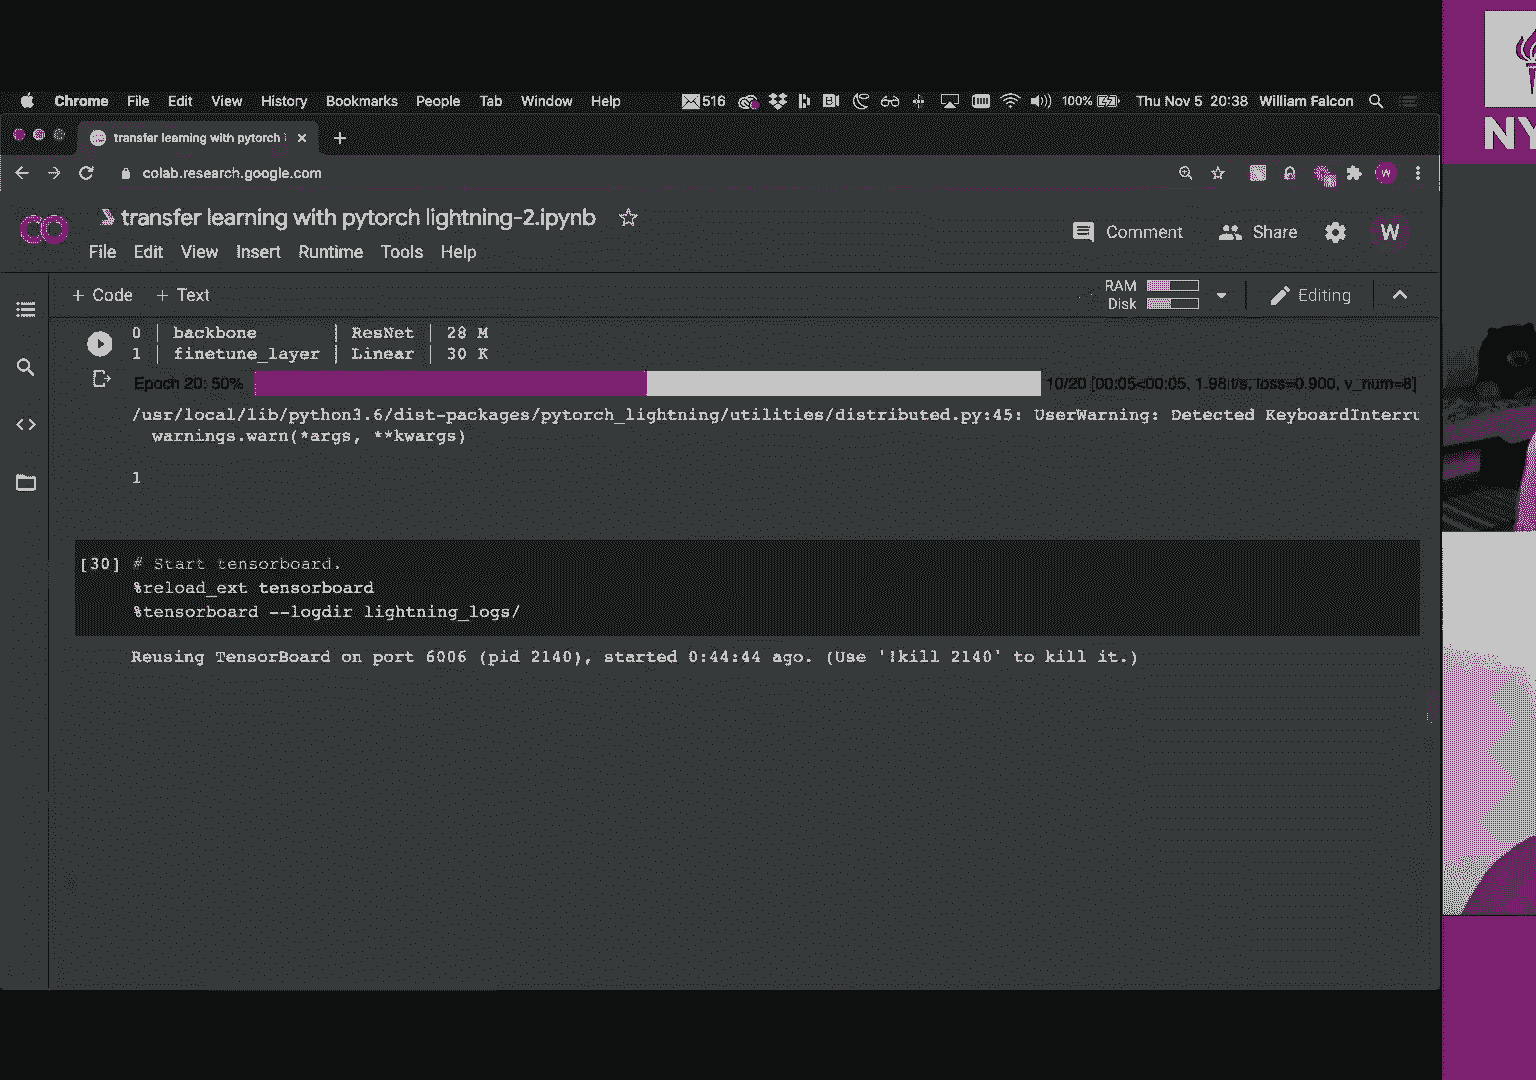 Chrome File Edit View History Bookmarks People Tab Window Help 516 100% Thu Nov 5 20:38 William Falcon
transfer learning with pytorch
colab.research.google.com
W
NY
CO transfer learning with pytorch lightning-2.ipynb
Comment Share W
File Edit View Insert Runtime Tools Help
+ Code + Text
RAM
Disk
Editing
0 | backbone | ResNet | 28 M
1 | finetune_layer | Linear | 30 K
Epoch 20: 50% 10/20 [00:05<00:05, 1.98it/s, loss=0.900, v_num=8]
/usr/local/lib/python3.6/dist-packages/pytorch_lightning/utilities/distributed.py:45: UserWarning: Detected KeyboardInterru
warnings.warn(*args, **kwargs)
1
[30] # Start tensorboard.
%reload_ext tensorboard
%tensorboard --logdir lightning_logs/
Reusing TensorBoard on port 6006 (pid 2140), started 0:44:44 ago. (Use '!kill 2140' to kill it.)